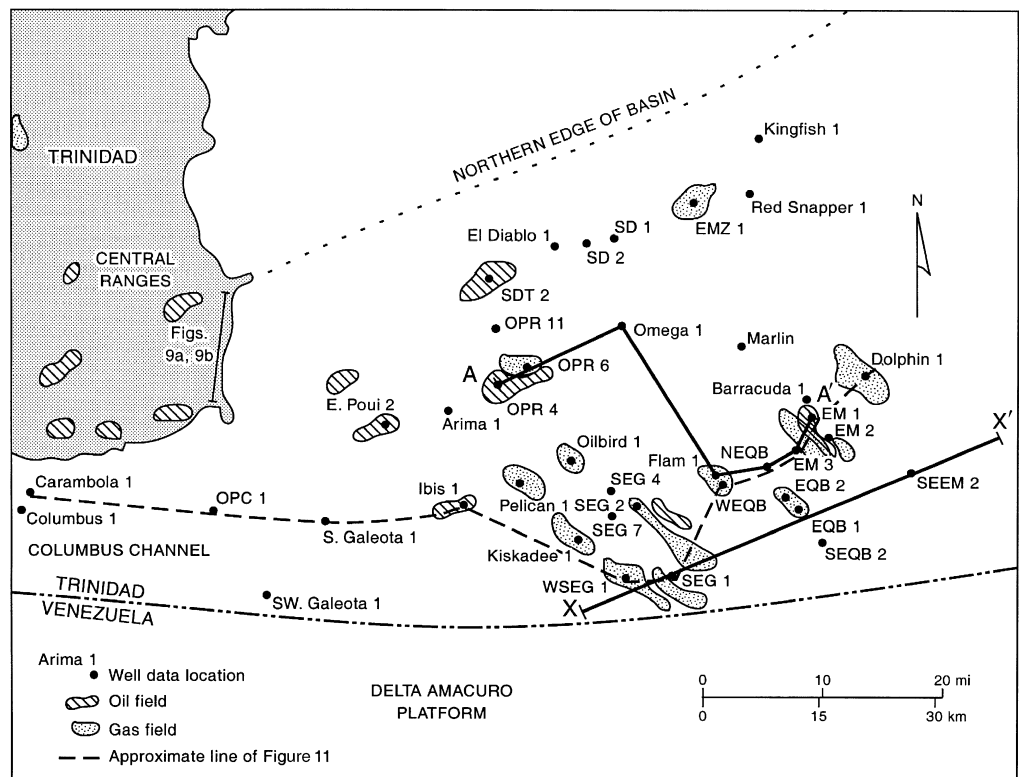 NORTHERN EDGE OF BASIN
Kingfish 1
TRINIDAD
Red Snapper 1
N
EMZ 1
SD 1
El Diablo 1
SD 2
CENTRAL
RANGES
SDT 2
Figs.
9a, 9b
OPR 11
Omega 1
Marlin
Dolphin 1
OPR 6
A
OPR 4
Barracuda 1
A'
E. Poui 2
Arima 1
EM 1
EM 2
X'
Oilbird 1
Flam 1
NEQB
EM 3
SEG 4
Carambola 1
Ibis 1
Pelican 1
SEG 2
WEQB
EQB 2
SEEM 2
OPC 1
Columbus 1
S. Galeota 1
SEG 7
EQB 1
SEQB 2
COLUMBUS CHANNEL
Kiskadee 1
WSEG 1
SEG 1
TRINIDAD
VENEZUELA
SW. Galeota 1
X
Arima 1
Well data location
Oil field
Gas field
Approximate line of Figure 11
DELTA AMACURO
PLATFORM
0 10 20 mi
0 15 30 km